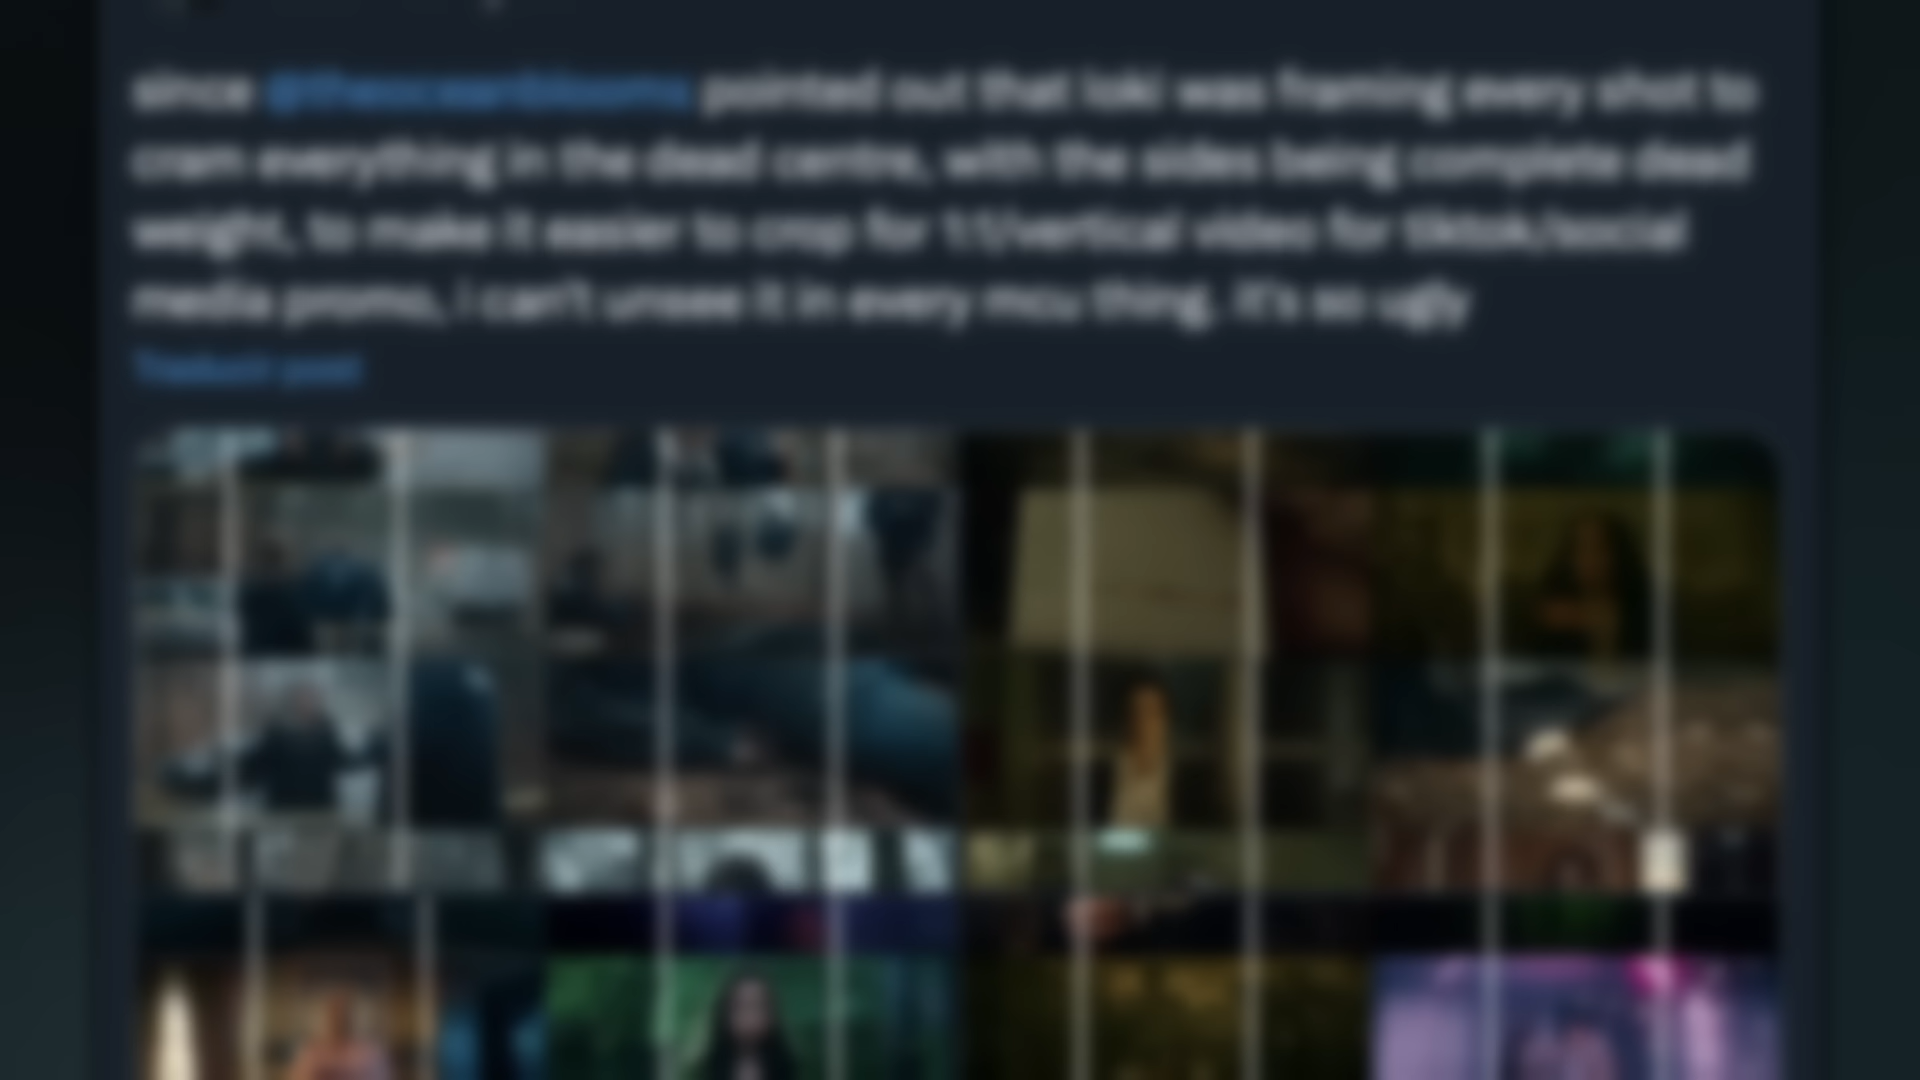 since @theoceanblooms pointed out that loki was framing every shot to
cram everything in the dead centre, with the sides being complete dead
weight, to make it easier to crop for 1:1/vertical video for tiktok/social
media promo, i can't unsee it in every mcu thing. it's so ugly
Traducir post